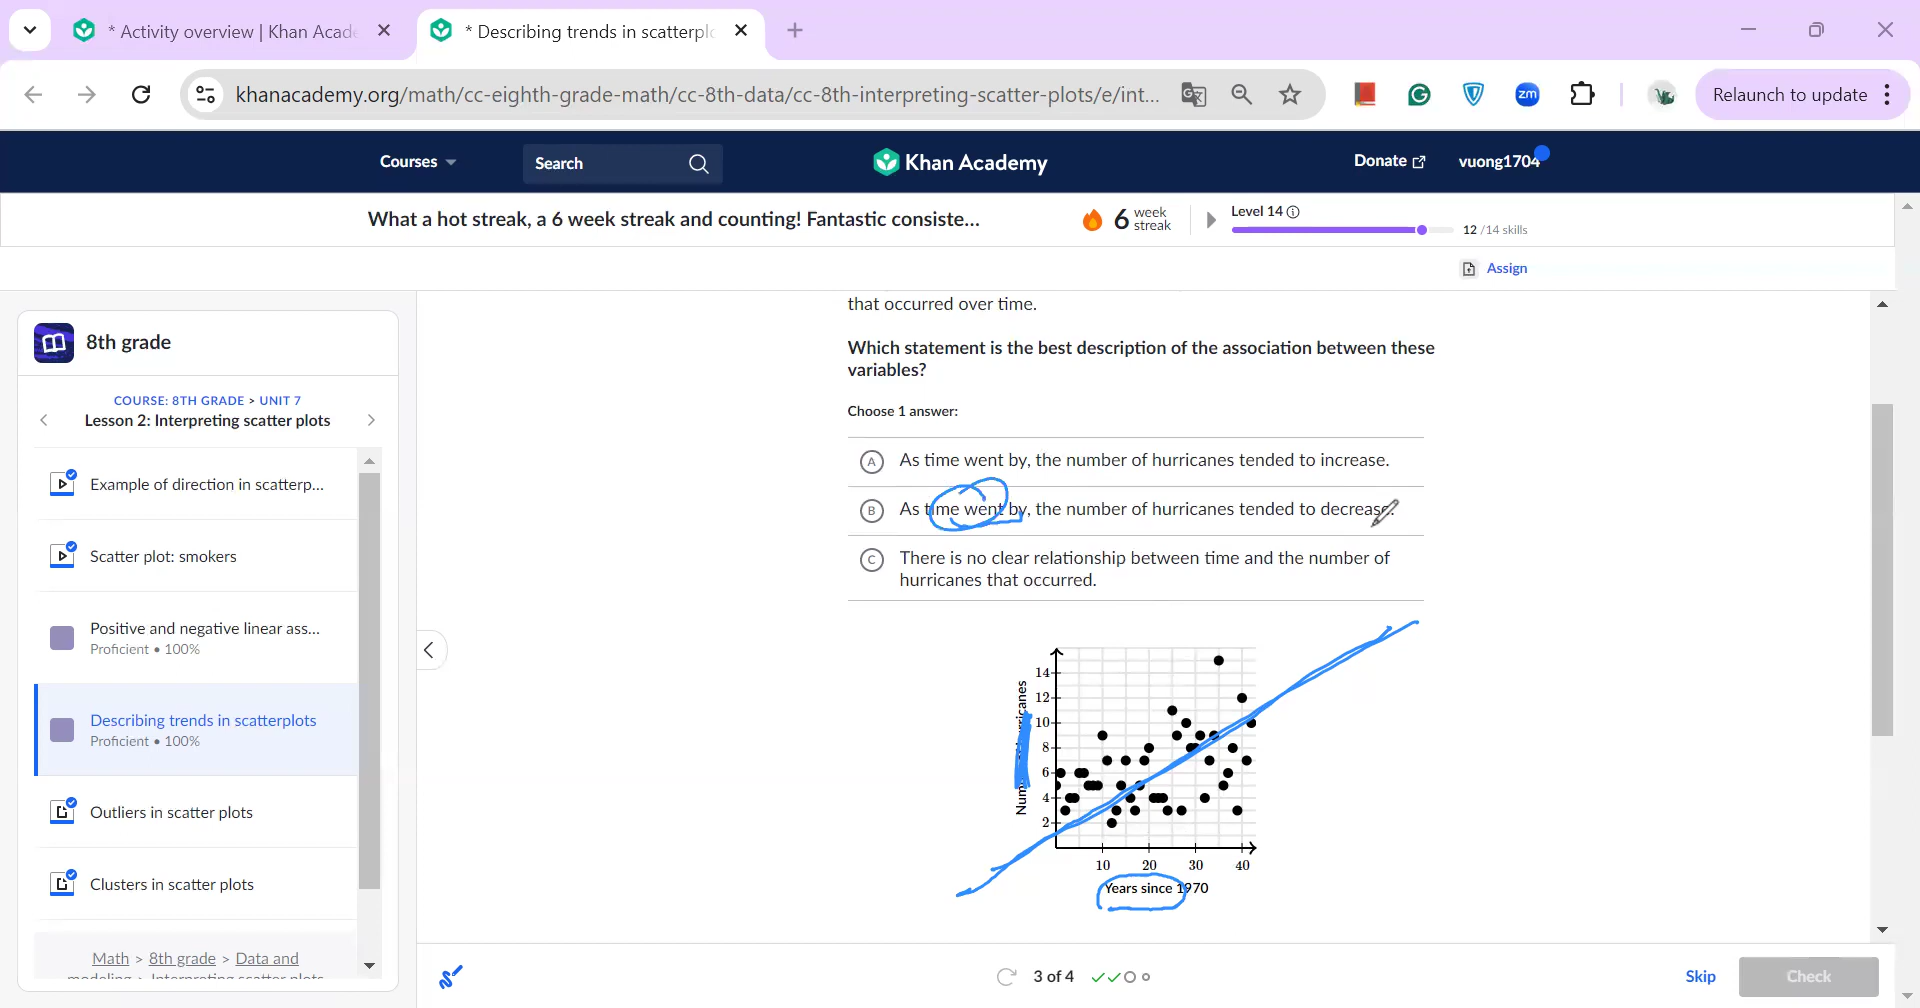 * Activity overview | Khan Acade
* Describing trends in scatterplo
khanacademy.org/math/cc-eighth-grade-math/cc-8th-data/cc-8th-interpreting-scatter-plots/e/int...
zm
Relaunch to update
Courses
Search
Khan Academy
Donate
vuong1704
What a hot streak, a 6 week streak and counting! Fantastic consiste...
6 week streak
Level 14
12 /14 skills
Assign
8th grade
COURSE: 8TH GRADE > UNIT 7
Lesson 2: Interpreting scatter plots
Example of direction in scatterp...
Scatter plot: smokers
Positive and negative linear ass...
Proficient • 100%
Describing trends in scatterplots
Proficient • 100%
Outliers in scatter plots
Clusters in scatter plots
Math > 8th grade > Data and
modeling > Interpreting scatter plots
that occurred over time.
Which statement is the best description of the association between these
variables?
Choose 1 answer:
A As time went by, the number of hurricanes tended to increase.
B As time went by, the number of hurricanes tended to decrease.
C There is no clear relationship between time and the number of
hurricanes that occurred.
14
12
10
8
6
4
2
10 20 30 40
Years since 1970
3 of 4
Skip
Check